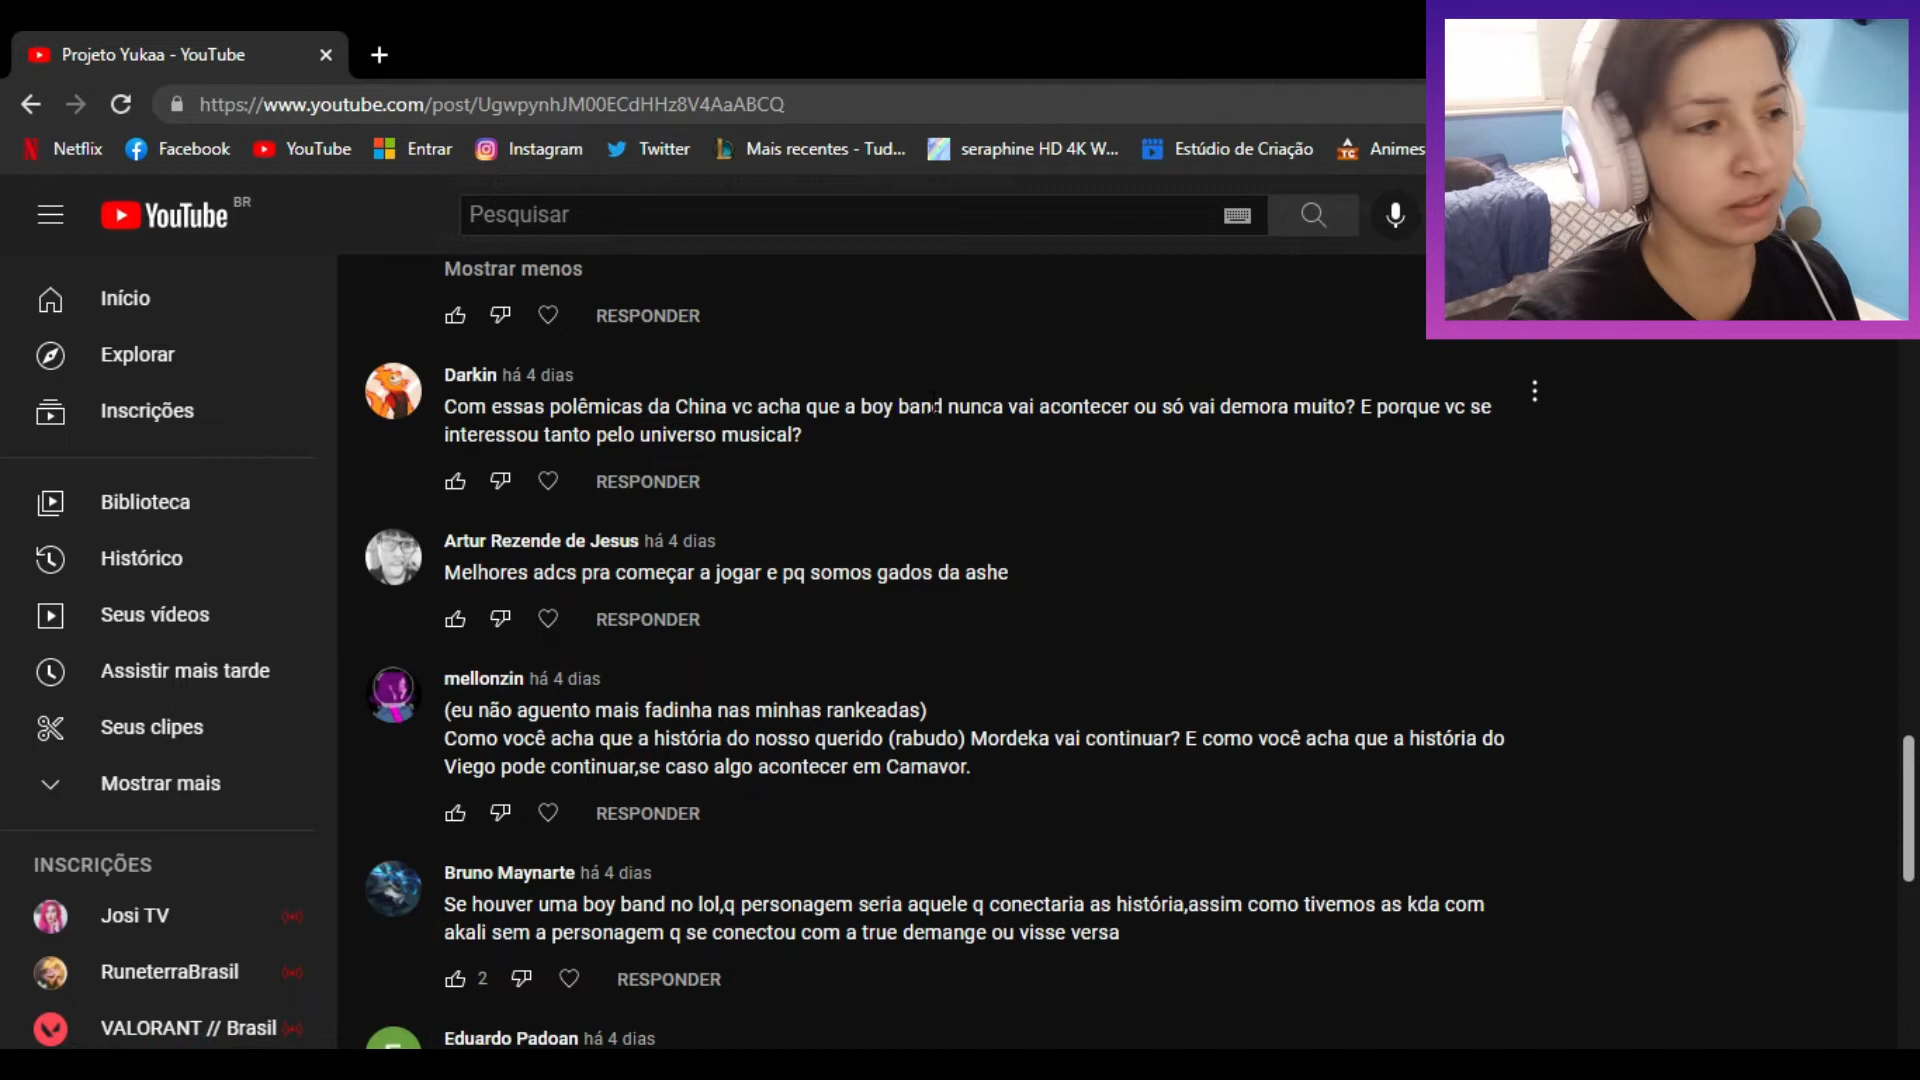 Projeto Yukaa - YouTube
https://www.youtube.com/post/UgwpynhJM00ECdHHz8V4AaABCQ
Netflix Facebook YouTube Entrar Instagram Twitter Mais recentes - Tud... seraphine HD 4K W... Estúdio de Criação Animes
YouTube BR
Pesquisar
Início
Explorar
Inscrições
Biblioteca
Histórico
Seus vídeos
Assistir mais tarde
Seus clipes
Mostrar mais
INSCRIÇÕES
Josi TV
RuneterraBrasil
VALORANT // Brasil
Mostrar menos
RESPONDER
Darkin há 4 dias
Com essas polêmicas da China vc acha que a boy band nunca vai acontecer ou só vai demora muito? E porque vc se
interessou tanto pelo universo musical?
RESPONDER
Artur Rezende de Jesus há 4 dias
Melhores adcs pra começar a jogar e pq somos gados da ashe
RESPONDER
mellonzin há 4 dias
(eu não aguento mais fadinha nas minhas rankeadas)
Como você acha que a história do nosso querido (rabudo) Mordeka vai continuar? E como você acha que a história do
Viego pode continuar,se caso algo acontecer em Camavor.
RESPONDER
Bruno Maynarte há 4 dias
Se houver uma boy band no lol,q personagem seria aquele q conectaria as história,assim como tivemos as kda com
akali sem a personagem q se conectou com a true demange ou visse versa
2 RESPONDER
Eduardo Padoan há 4 dias